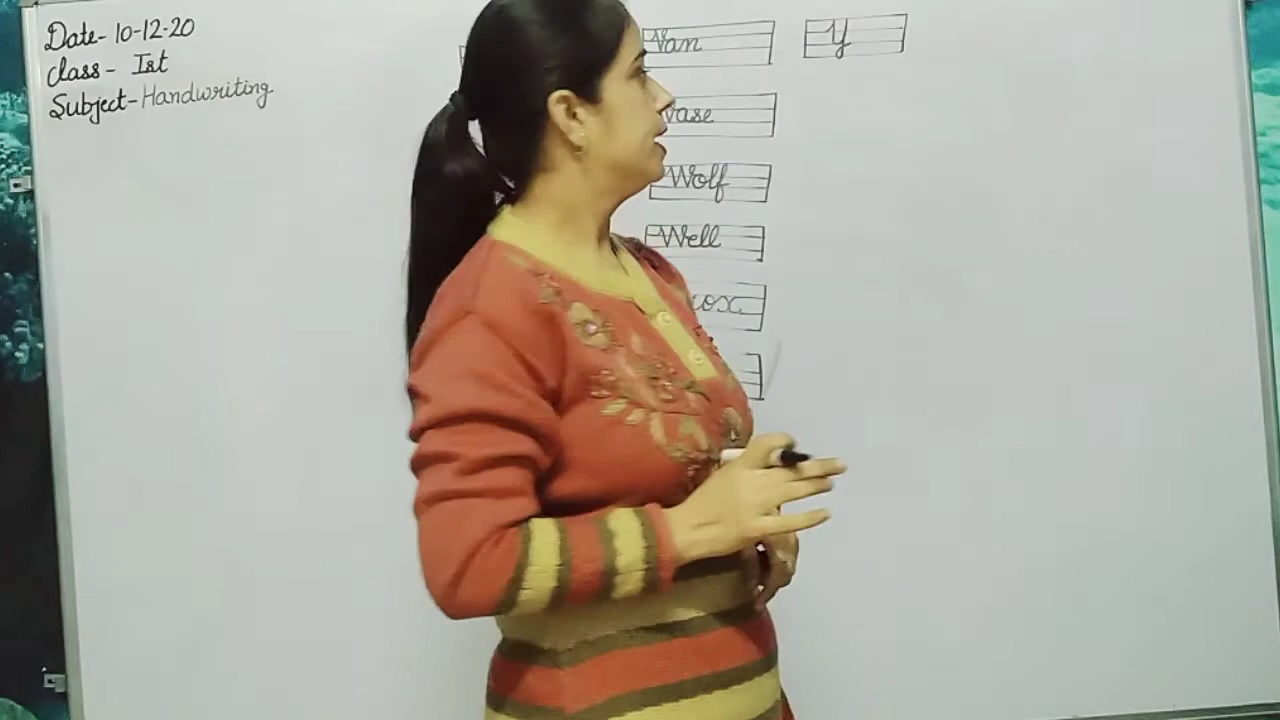 Date- 10-12-20
Class- Ist
Subject-Handwriting
Van
Y
Vase
Wolf
Well